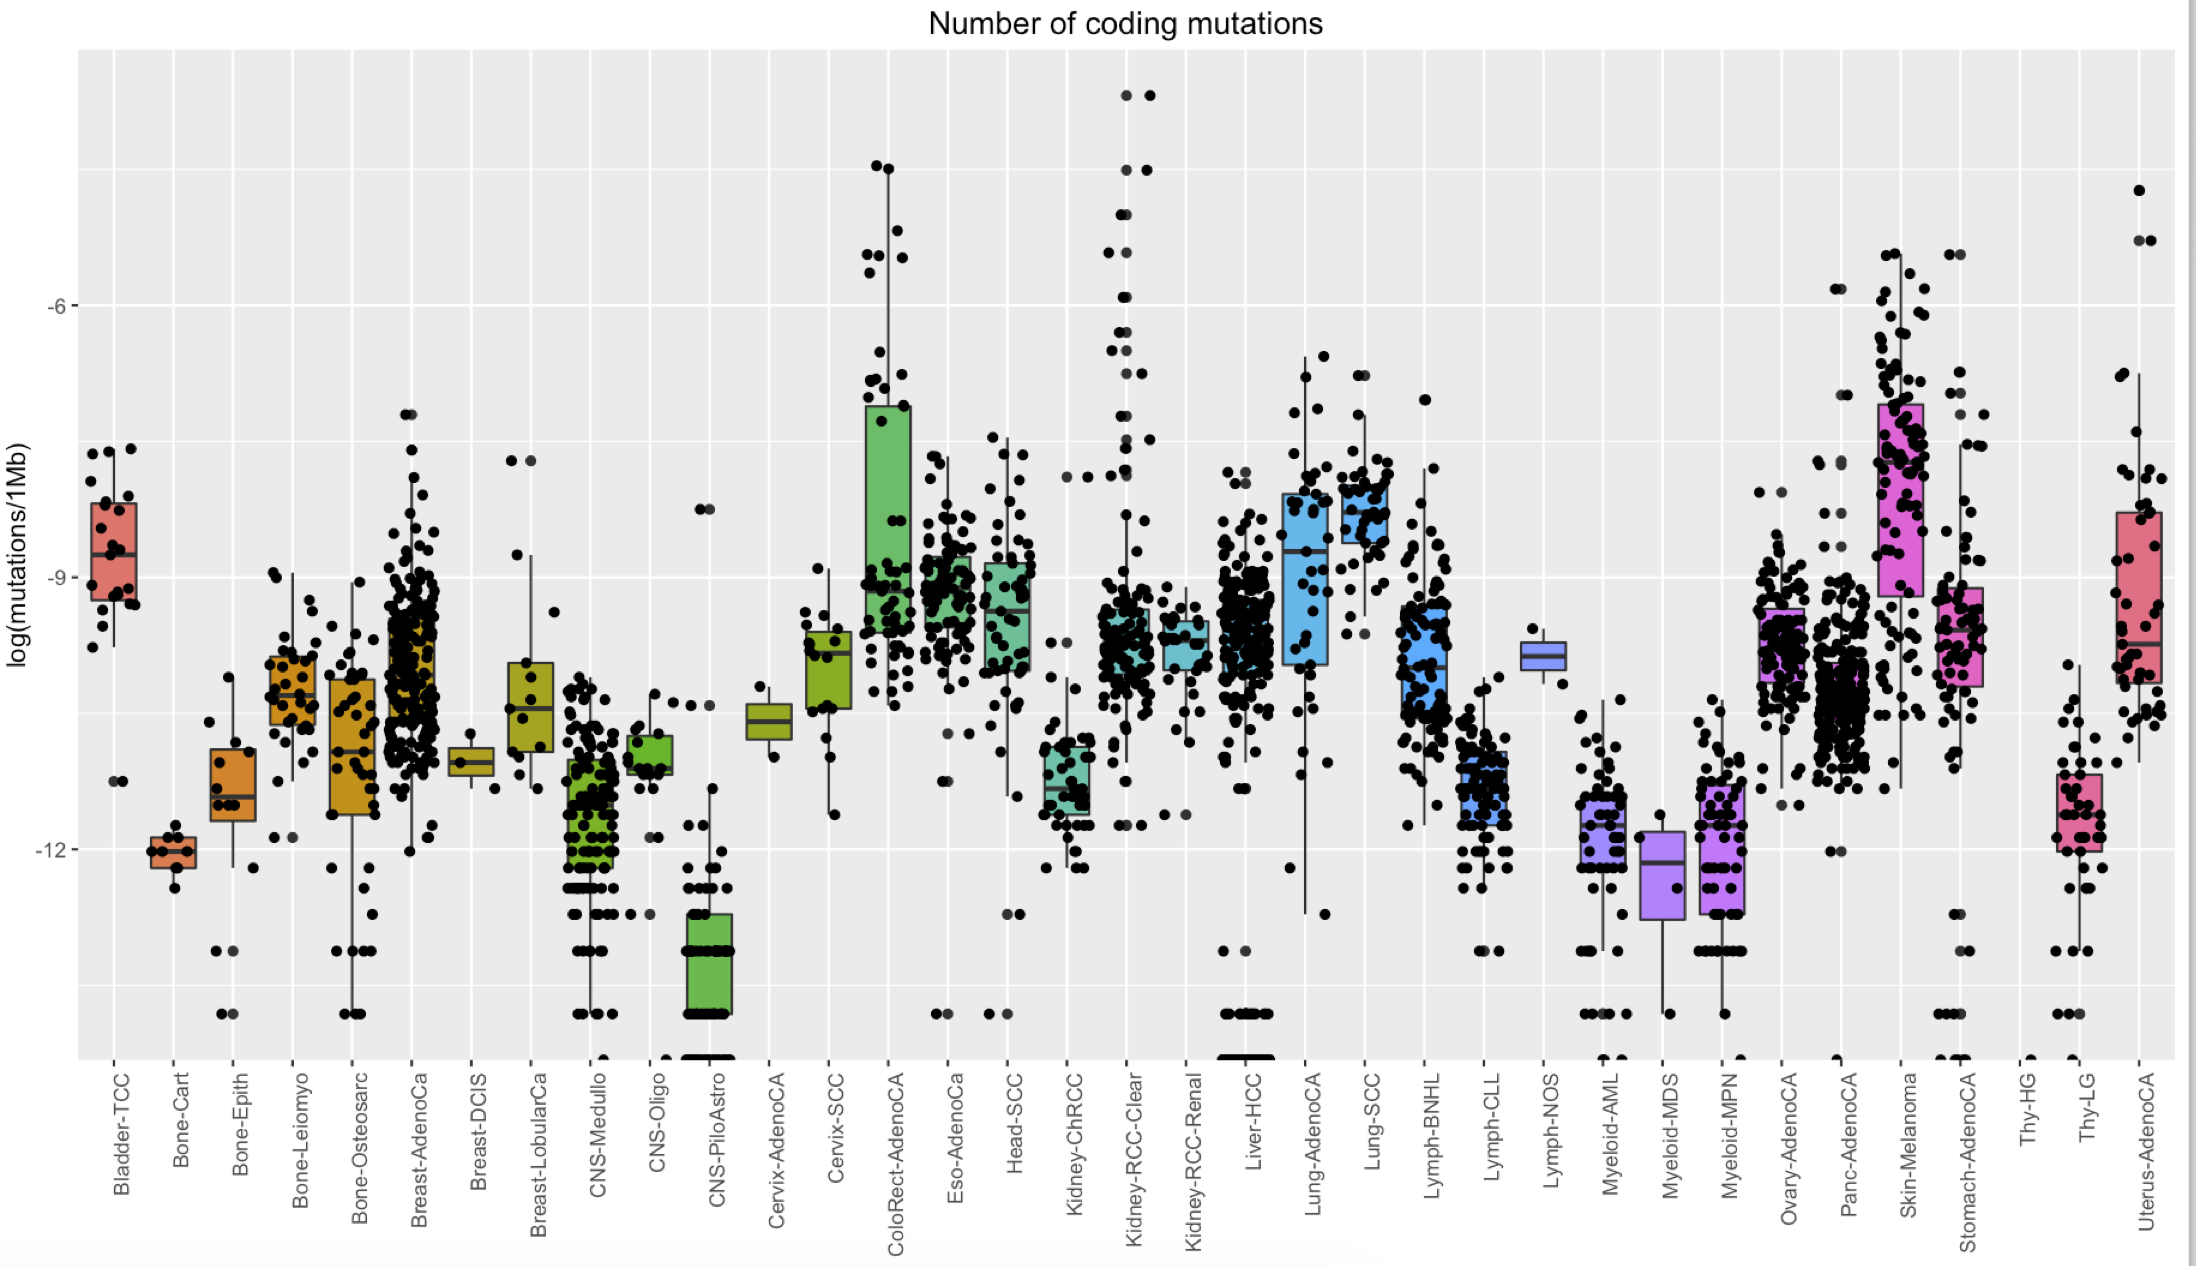 Number of coding mutations
log(mutations/1Mb)
-6
-9
-12
Bladder-TCC
Bone-Cart
Bone-Epith
Bone-Leiomyo
Bone-Osteosarc
Breast-AdenoCa
Breast-DCIS
Breast-LobularCa
CNS-Medullo
CNS-Oligo
CNS-PiloAstro
Cervix-AdenoCA
Cervix-SCC
ColoRect-AdenoCA
Eso-AdenoCa
Head-SCC
Kidney-ChRCC
Kidney-RCC-Clear
Kidney-RCC-Renal
Liver-HCC
Lung-AdenoCA
Lung-SCC
Lymph-BNHL
Lymph-CLL
Lymph-NOS
Myeloid-AML
Myeloid-MDS
Myeloid-MPN
Ovary-AdenoCA
Panc-AdenoCA
Skin-Melanoma
Stomach-AdenoCA
Thy-HG
Thy-LG
Uterus-AdenoCA